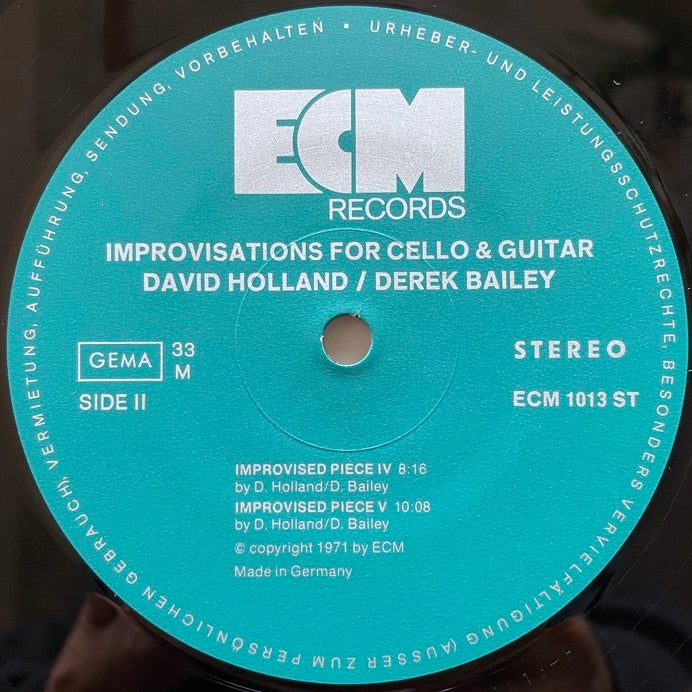 URHEBER- UND LEISTUNGSSCHUTZRECHTE, BESONDERS VERVIELFÄLTIGUNG (AUSSER ZUM PERSÖNLICHEN GEBRAUCH), VERMIETUNG, AUFFÜHRUNG, SENDUNG, VORBEHALTEN •
ECM
RECORDS
IMPROVISATIONS FOR CELLO & GUITAR
DAVID HOLLAND / DEREK BAILEY
GEMA
33
M
SIDE II
STEREO
ECM 1013 ST
IMPROVISED PIECE IV 8:16
by D. Holland/D. Bailey
IMPROVISED PIECE V 10:08
by D. Holland/D. Bailey
© copyright 1971 by ECM
Made in Germany